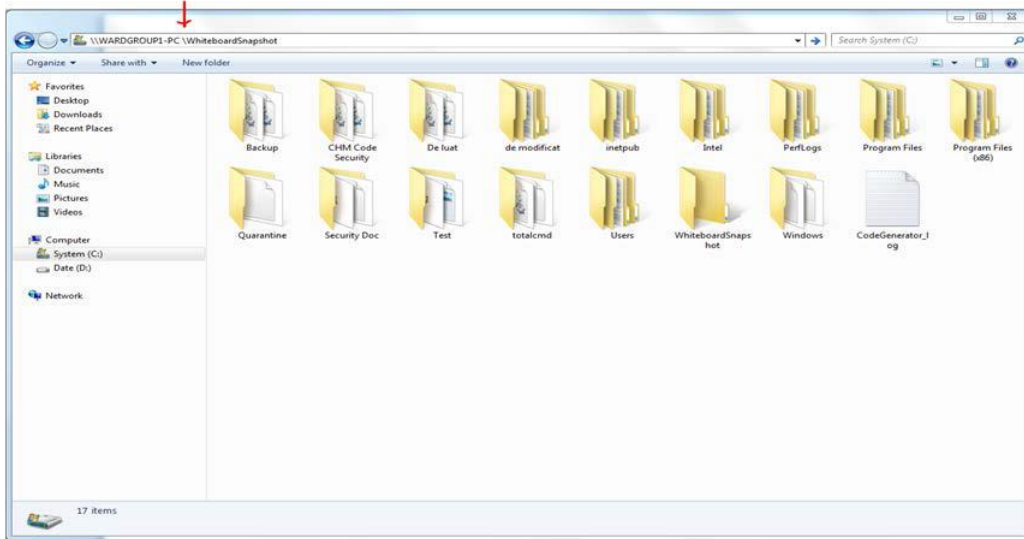 \\WARDGROUP1-PC \WhiteboardSnapshot
Search System (C:)
Organize
Share with
New folder
Favorites
Desktop
Downloads
Recent Places
Libraries
Documents
Music
Pictures
Videos
Computer
System (C:)
Date (D:)
Network
Backup
CHM Code
Security
De luat
de modificat
inetpub
Intel
PerfLogs
Program Files
Program Files
(x86)
Quarantine
Security Doc
Test
totalcmd
Users
WhiteboardSnaps
hot
Windows
CodeGenerator_l
og
17 items